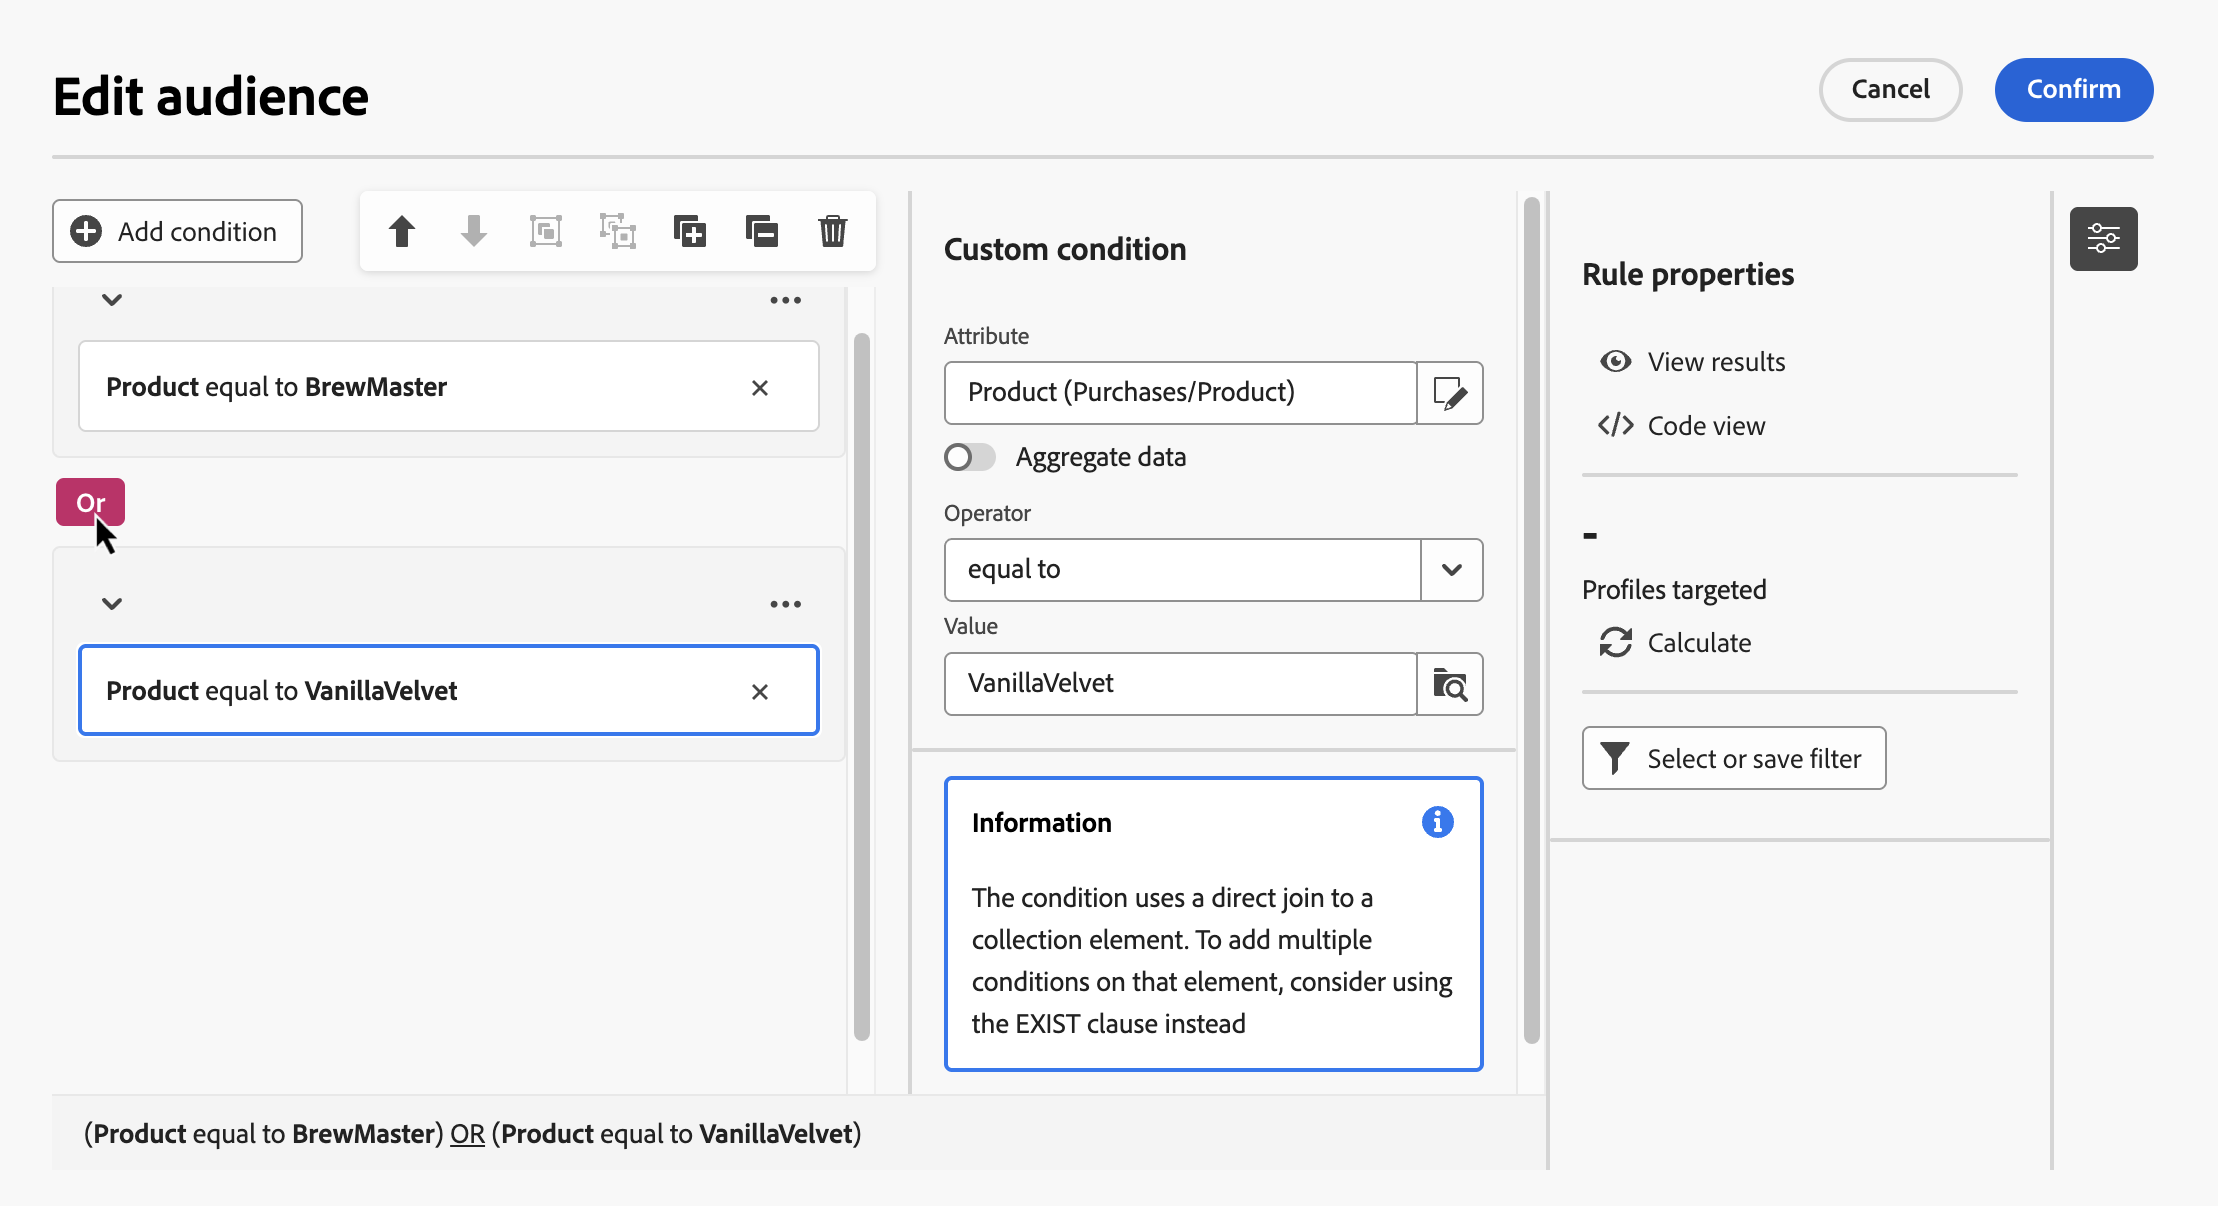 Edit audience
Cancel
Confirm
Add condition
Product equal to BrewMaster
Or
Product equal to VanillaVelvet
Custom condition
Attribute
Product (Purchases/Product)
Aggregate data
Operator
equal to
Value
VanillaVelvet
Information
The condition uses a direct join to a
collection element. To add multiple
conditions on that element, consider using
the EXIST clause instead
Rule properties
View results
Code view
-
Profiles targeted
Calculate
Select or save filter
(Product equal to BrewMaster) OR (Product equal to VanillaVelvet)